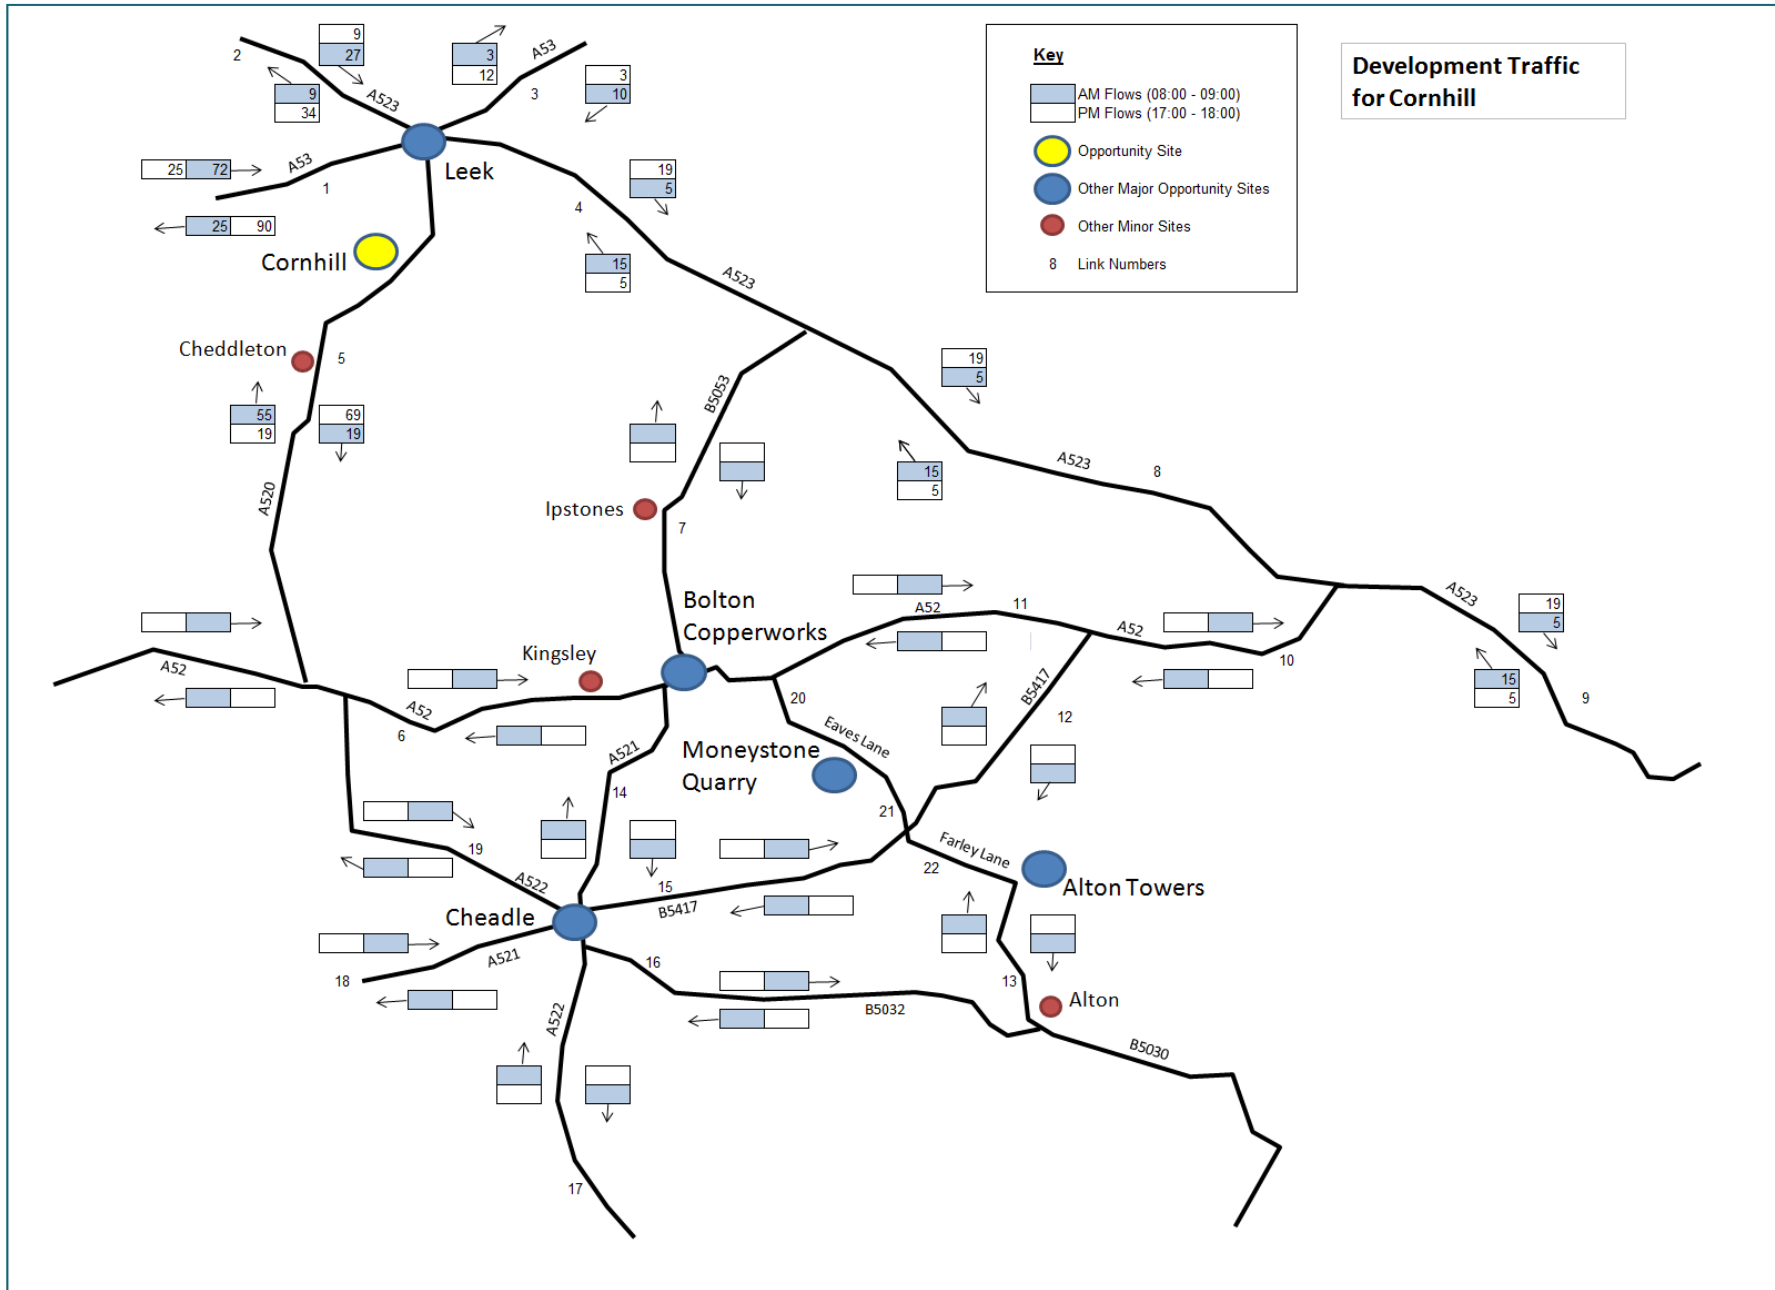 Key
AM Flows (08:00 - 09:00)
PM Flows (17:00 - 18:00)
Opportunity Site
Other Major Opportunity Sites
Other Minor Sites
8 Link Numbers
Development Traffic
for Cornhill
2
9
27
9
34
A523
3
12
A53
3
3
10
25 72
A53
1
25 90
Leek
Cornhill
4
19
5
15
5
A523
Cheddleton
5
55
19
69
19
A520
B5053
Ipstones
7
19
5
15
5
A523
8
A523
19
5
15
5
9
A52
A52
6
Kingsley
Bolton
Copperworks
A52
11
A52
10
B5417
12
20
Eaves Lane
Moneystone
Quarry
21
A521
14
19
A522
15
B5417
Farley Lane
22
Alton Towers
Cheadle
18
A521
16
B5032
13
Alton
B5030
A522
17